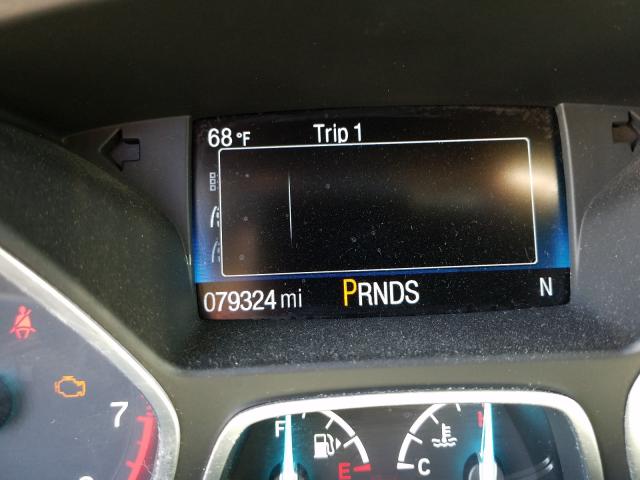 68 °F Trip 1
079324 mi PRNDS N
7
F E C H